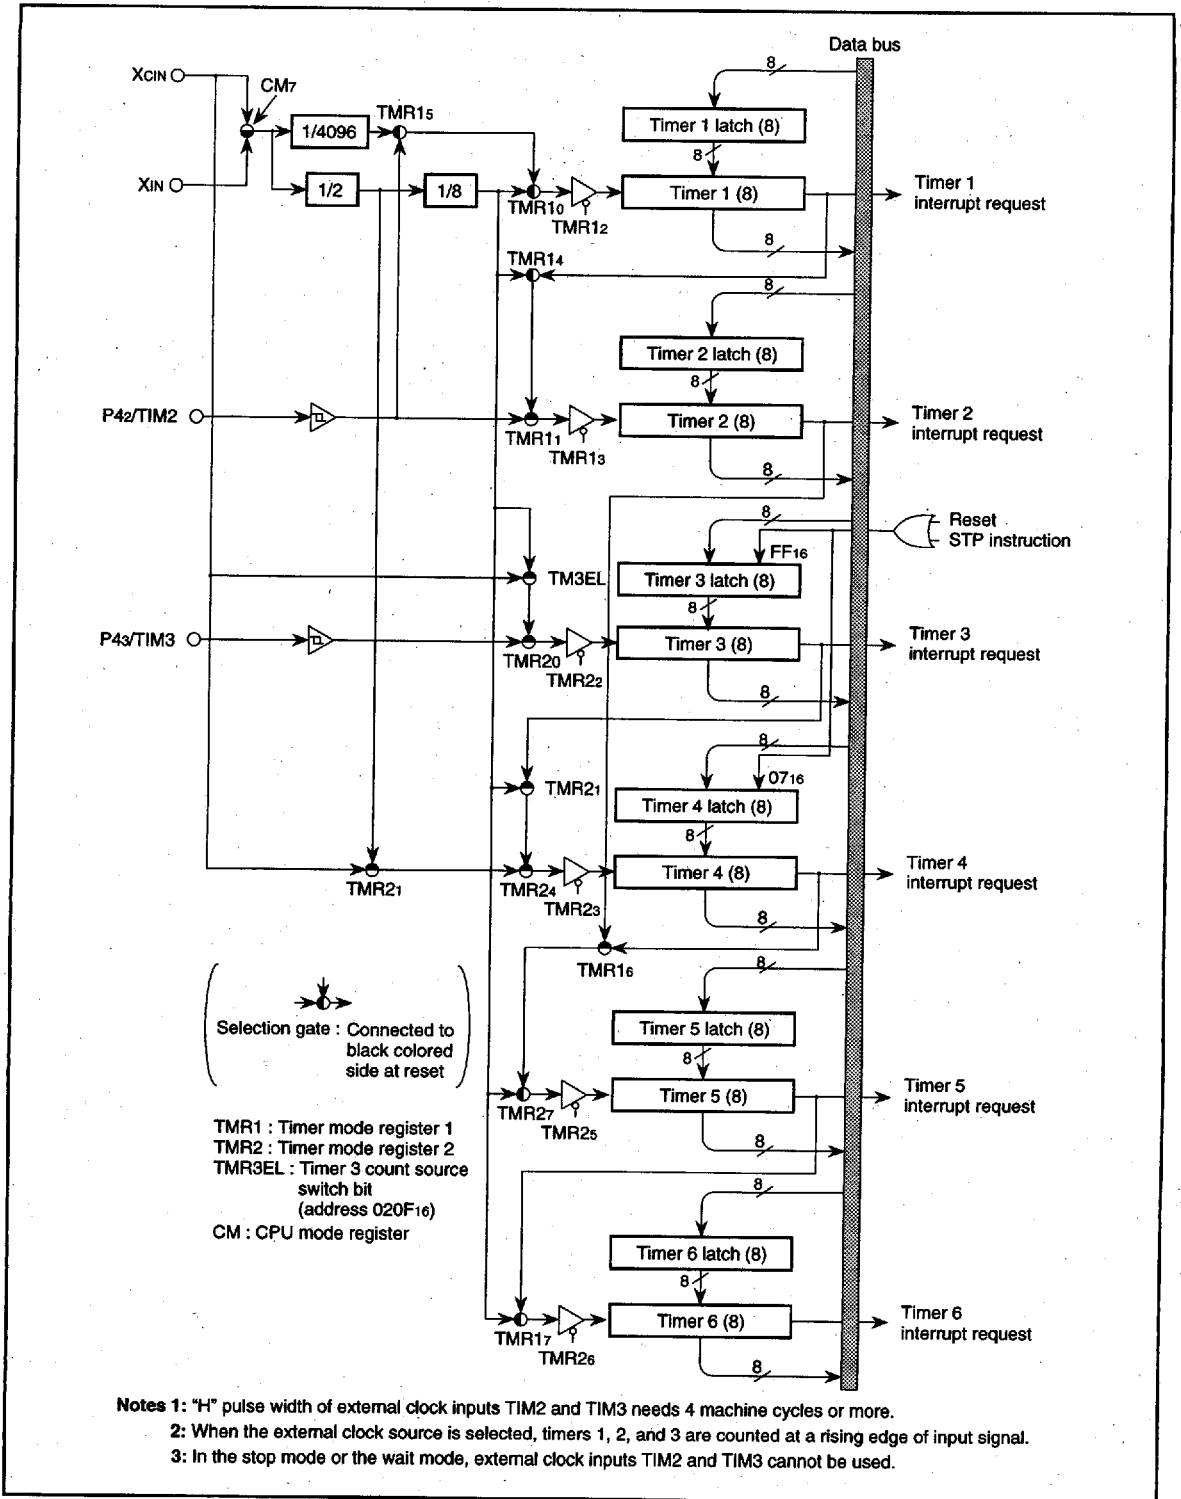 Data bus
XCIN
CM7
TMR15
8
1/4096
Timer 1 latch (8)
8
XIN
1/2
1/8
TMR10
TMR12
Timer 1 (8)
Timer 1
interrupt request
8
TMR14
8
Timer 2 latch (8)
8
P42/TIM2
TMR11
TMR13
Timer 2 (8)
Timer 2
interrupt request
8
8
Reset
STP instruction
FF16
TM3EL
Timer 3 latch (8)
8
P43/TIM3
TMR20
TMR22
Timer 3 (8)
Timer 3
interrupt request
8
8
0716
TMR21
Timer 4 latch (8)
8
TMR21
TMR24
TMR23
Timer 4 (8)
Timer 4
interrupt request
8
TMR16
8
Selection gate : Connected to
black colored
side at reset
Timer 5 latch (8)
8
TMR27
TMR25
Timer 5 (8)
Timer 5
interrupt request
8
TMR1 : Timer mode register 1
TMR2 : Timer mode register 2
TMR3EL : Timer 3 count source
switch bit
(address 020F16)
CM : CPU mode register
8
Timer 6 latch (8)
8
TMR17
TMR26
Timer 6 (8)
Timer 6
interrupt request
8
Notes 1: "H" pulse width of external clock inputs TIM2 and TIM3 needs 4 machine cycles or more.
2: When the external clock source is selected, timers 1, 2, and 3 are counted at a rising edge of input signal.
3: In the stop mode or the wait mode, external clock inputs TIM2 and TIM3 cannot be used.